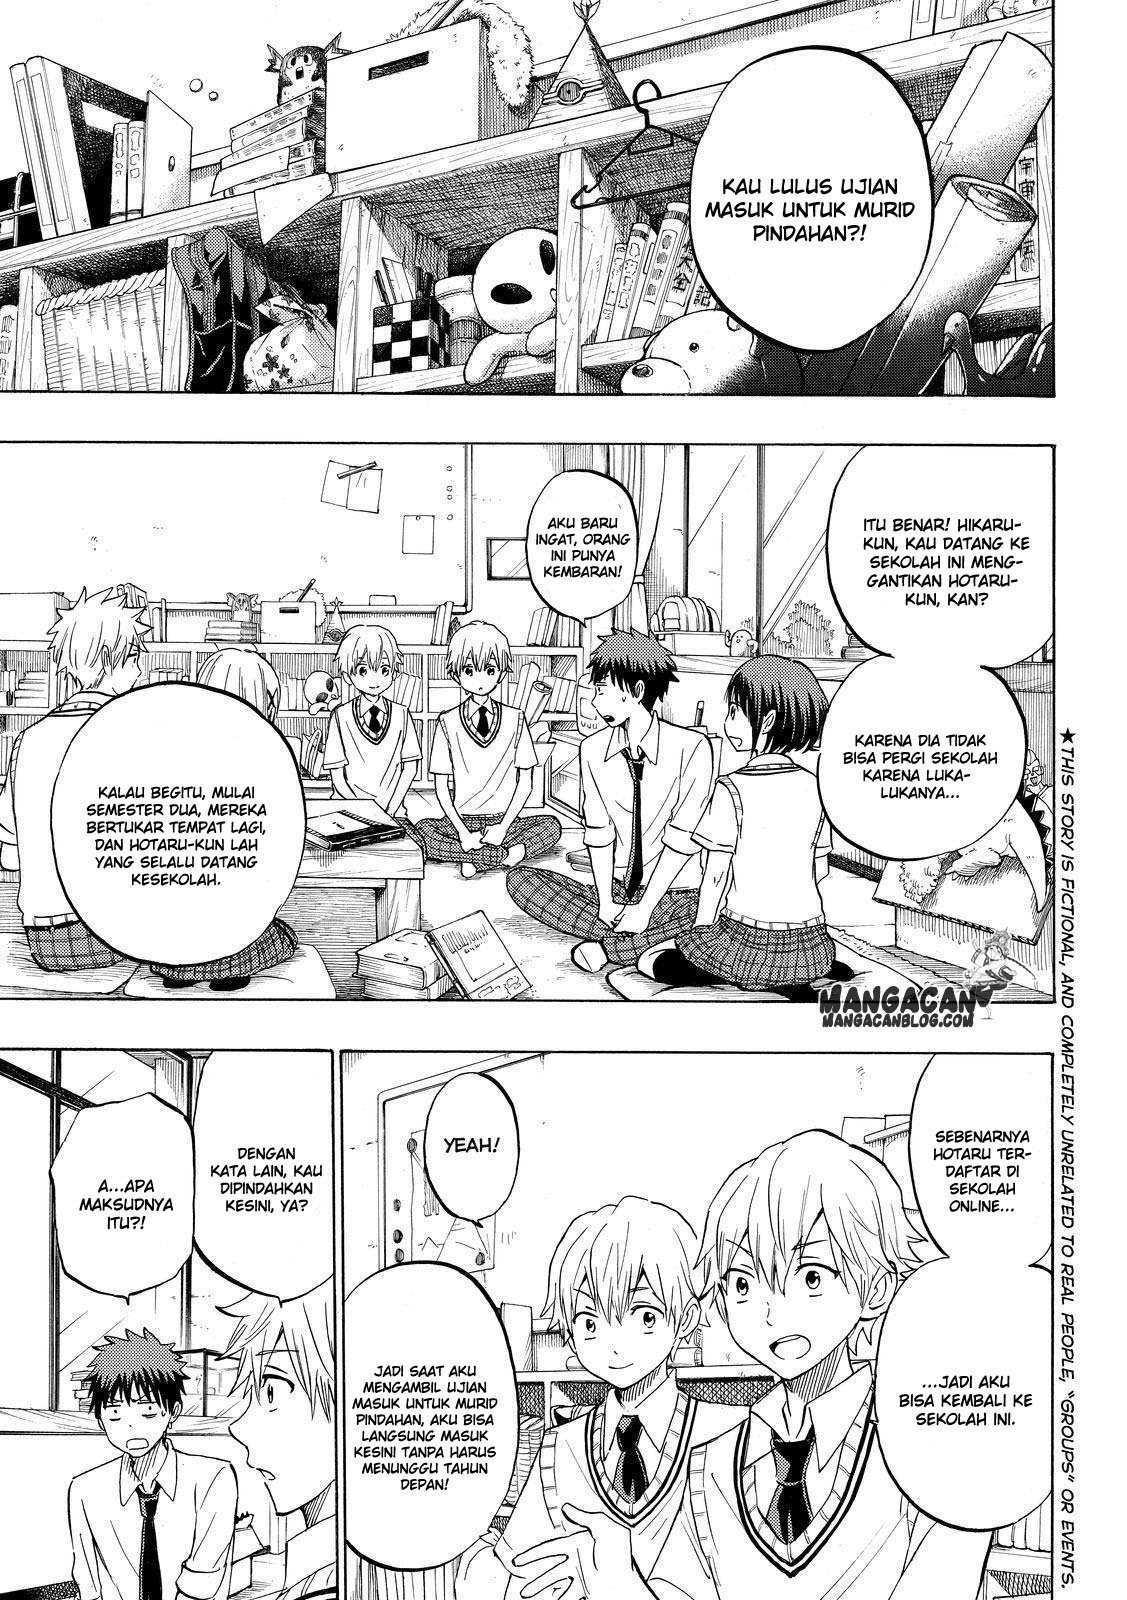 KAU LULUS UJIAN
MASUK UNTUK MURID
PINDAHAN?!
ITU BENAR! HIKARU-
KUN, KAU DATANG KE
SEKOLAH INI MENG-
GANTIKAN HOTARU-
KUN, KAN?
AKU BARU
INGAT, ORANG
INI PUNYA
KEMBARAN!
KARENA DIA TIDAK
BISA PERGI SEKOLAH
KARENA LUKA-
LUKANYA...
KALAU BEGITU, MULAI
SEMESTER DUA, MEREKA
BERTUKAR TEMPAT LAGI,
DAN HOTARU-KUN LAH
YANG SELALU DATANG
KESEKOLAH.
MANGACAN
MANGACANBLOG.COM
★THIS STORY IS FICTIONAL, AND COMPLETELY UNRELATED TO REAL PEOPLE, "GROUPS" OR EVENTS.
SEBENARNYA
HOTARU TER-
DAFTAR DI
SEKOLAH
ONLINE...
YEAH!
...JADI AKU
BISA KEMBALI KE
SEKOLAH INI.
JADI SAAT AKU
MENGAMBIL UJIAN
MASUK UNTUK MURID
PINDAHAN, AKU BISA
LANGSUNG MASUK
KESINI TANPA HARUS
MENUNGGU TAHUN
DEPAN!
DENGAN
KATA LAIN, KAU
DIPINDAHKAN
KESINI, YA?
A...APA
MAKSUDNYA
ITU?!